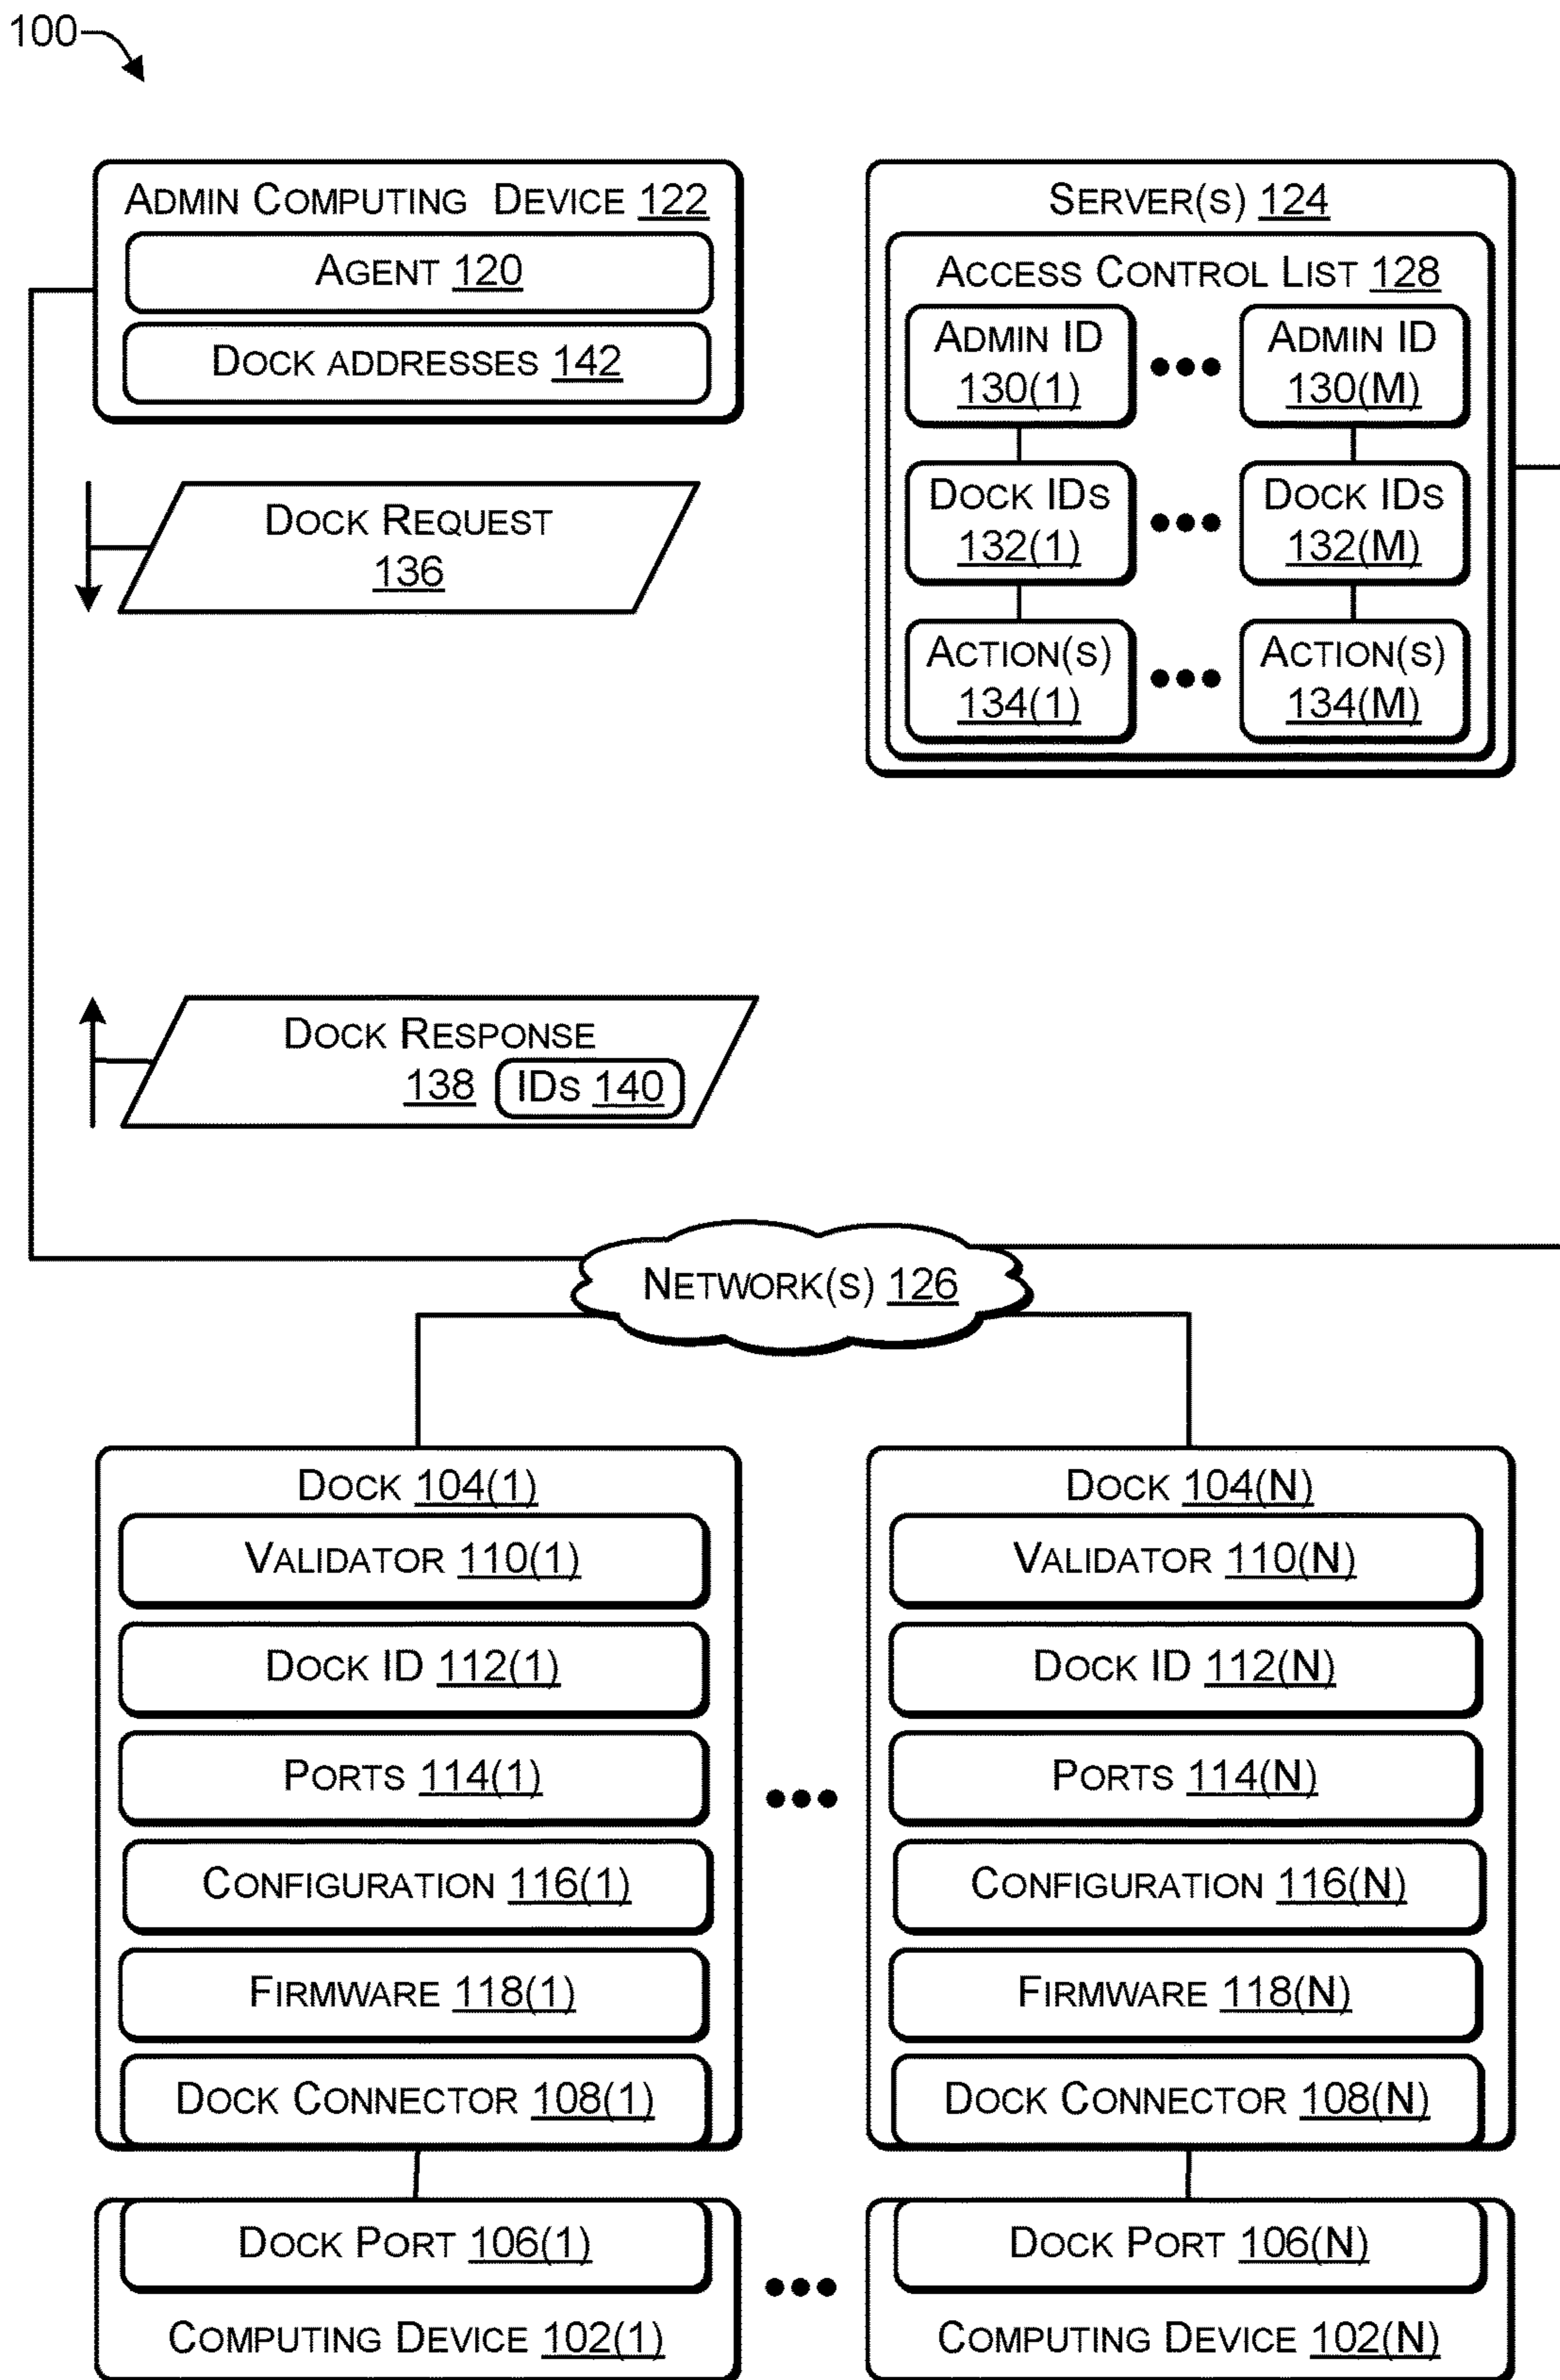 100
ADMIN COMPUTING DEVICE 122
AGENT 120
DOCK ADDRESSES 142
SERVER(S) 124
ACCESS CONTROL LIST 128
ADMIN ID
130(1)
ADMIN ID
130(M)
DOCK IDS
132(1)
DOCK IDS
132(M)
ACTION(S)
134(1)
ACTION(S)
134(M)
DOCK REQUEST
136
DOCK RESPONSE
138 IDS 140
NETWORK(S) 126
DOCK 104(1)
VALIDATOR 110(1)
DOCK ID 112(1)
PORTS 114(1)
CONFIGURATION 116(1)
FIRMWARE 118(1)
DOCK CONNECTOR 108(1)
DOCK PORT 106(1)
COMPUTING DEVICE 102(1)
DOCK 104(N)
VALIDATOR 110(N)
DOCK ID 112(N)
PORTS 114(N)
CONFIGURATION 116(N)
FIRMWARE 118(N)
DOCK CONNECTOR 108(N)
DOCK PORT 106(N)
COMPUTING DEVICE 102(N)